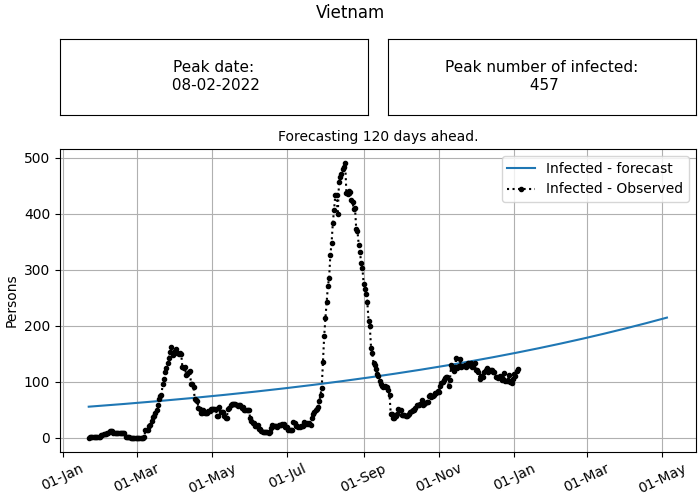 Vietnam
Peak date:
08-02-2022
Peak number of infected:
457
Forecasting 120 days ahead.
500
400
300
200
100
0
Persons
Infected - forecast
Infected - Observed
01-Jan
01-Mar
01-May
01-Jul
01-Sep
01-Nov
01-Jan
01-Mar
01-May